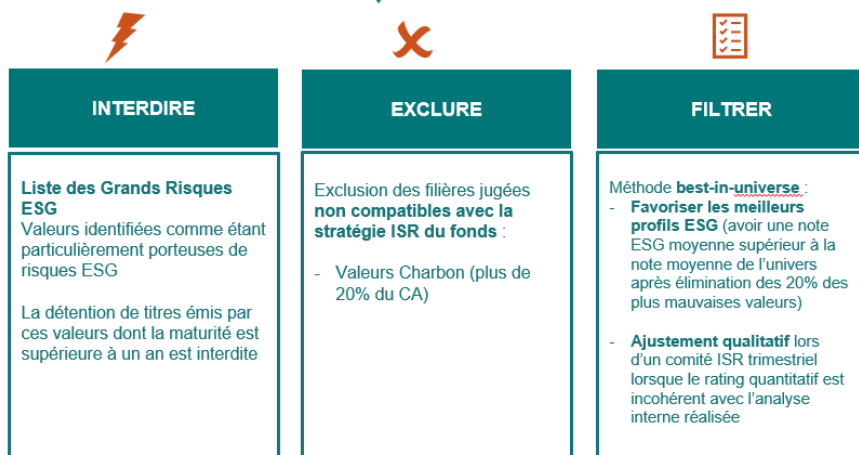 INTERDIRE
Liste des Grands Risques
ESG
Valeurs identifiées comme étant
particulièrement porteuses de
risques ESG
La détention de titres émis par
ces valeurs dont la maturité est
supérieure à un an est interdite
EXCLURE
Exclusion des filières jugées
non compatibles avec la
stratégie ISR du fonds :
- Valeurs Charbon (plus de
20% du CA)
FILTRER
Méthode best-in-universe :
- Favoriser les meilleurs
profils ESG (avoir une note
ESG moyenne supérieur à la
note moyenne de l'univers
après élimination des 20% des
plus mauvaises valeurs)
- Ajustement qualitatif lors
d'un comité ISR trimestriel
lorsque le rating quantitatif est
incohérent avec l'analyse
interne réalisée